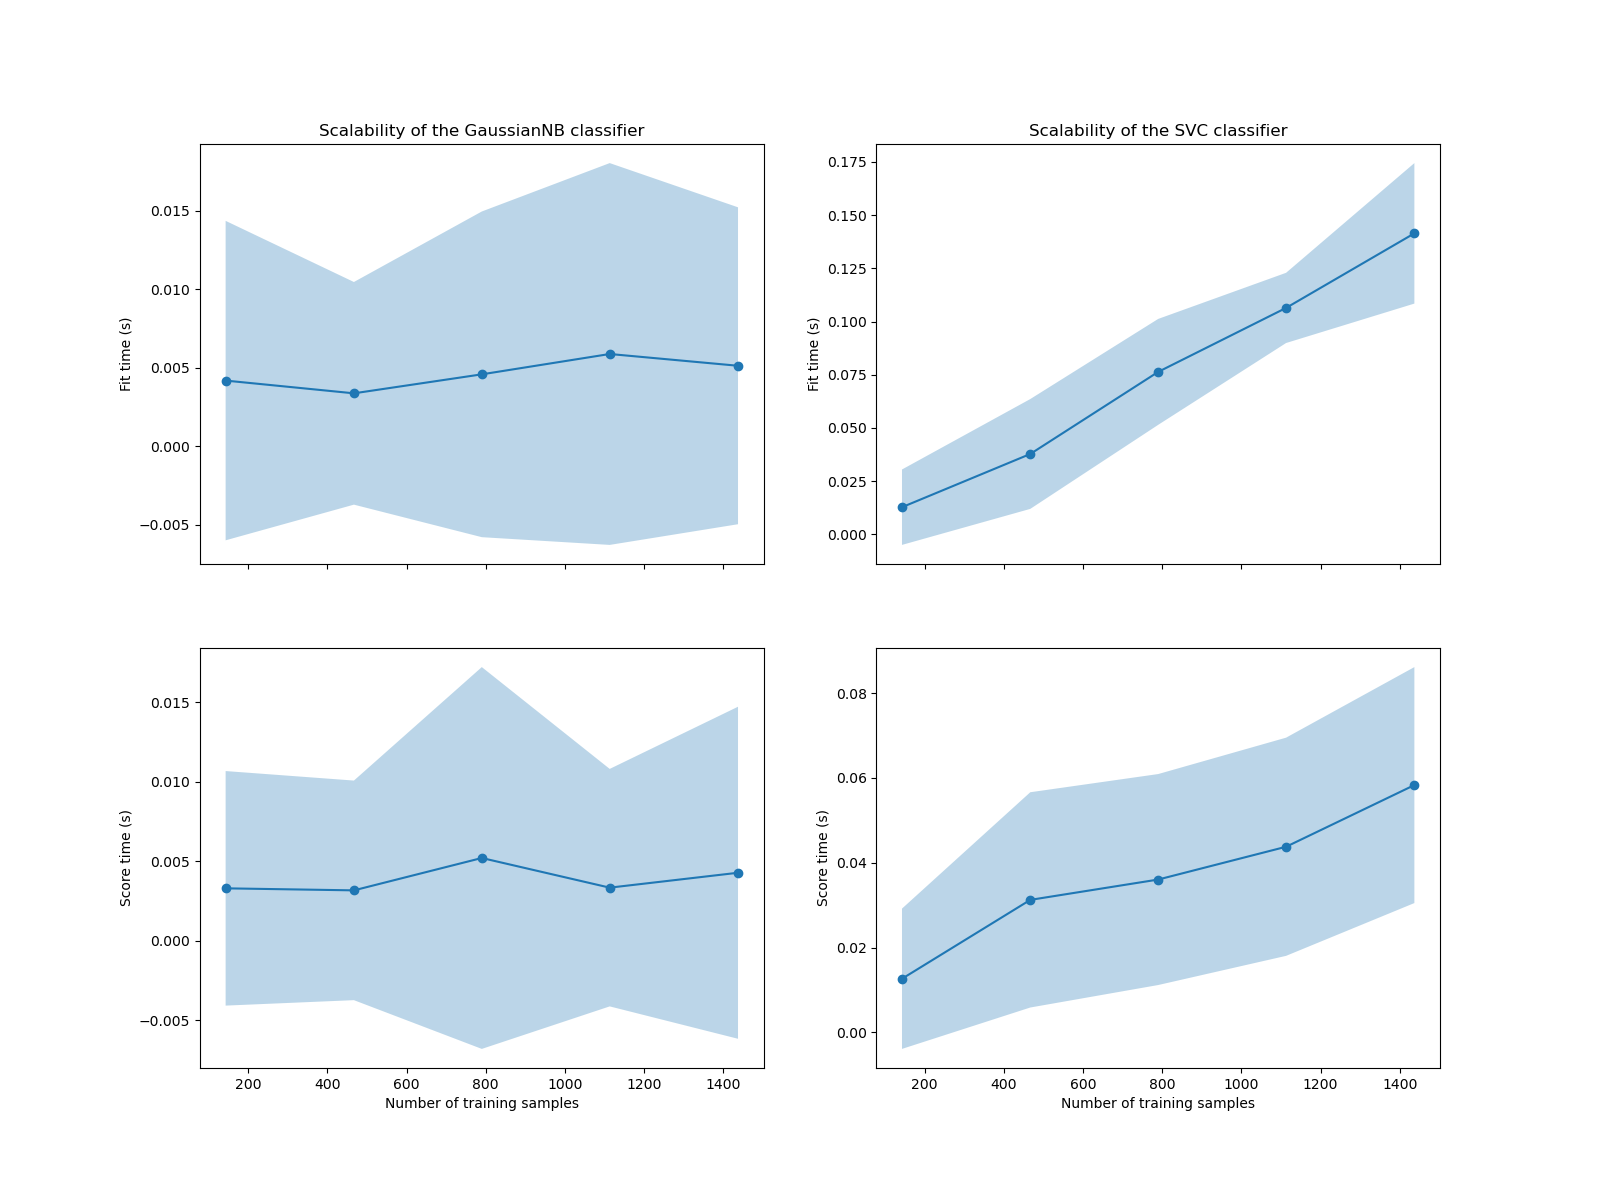 Scalability of the GaussianNB classifier
Fit time (s)
0.015
0.010
0.005
0.000
−0.005
Scalability of the SVC classifier
Fit time (s)
0.175
0.150
0.125
0.100
0.075
0.050
0.025
0.000
Score time (s)
0.015
0.010
0.005
0.000
−0.005
200 400 600 800 1000 1200 1400
Number of training samples
Score time (s)
0.08
0.06
0.04
0.02
0.00
200 400 600 800 1000 1200 1400
Number of training samples